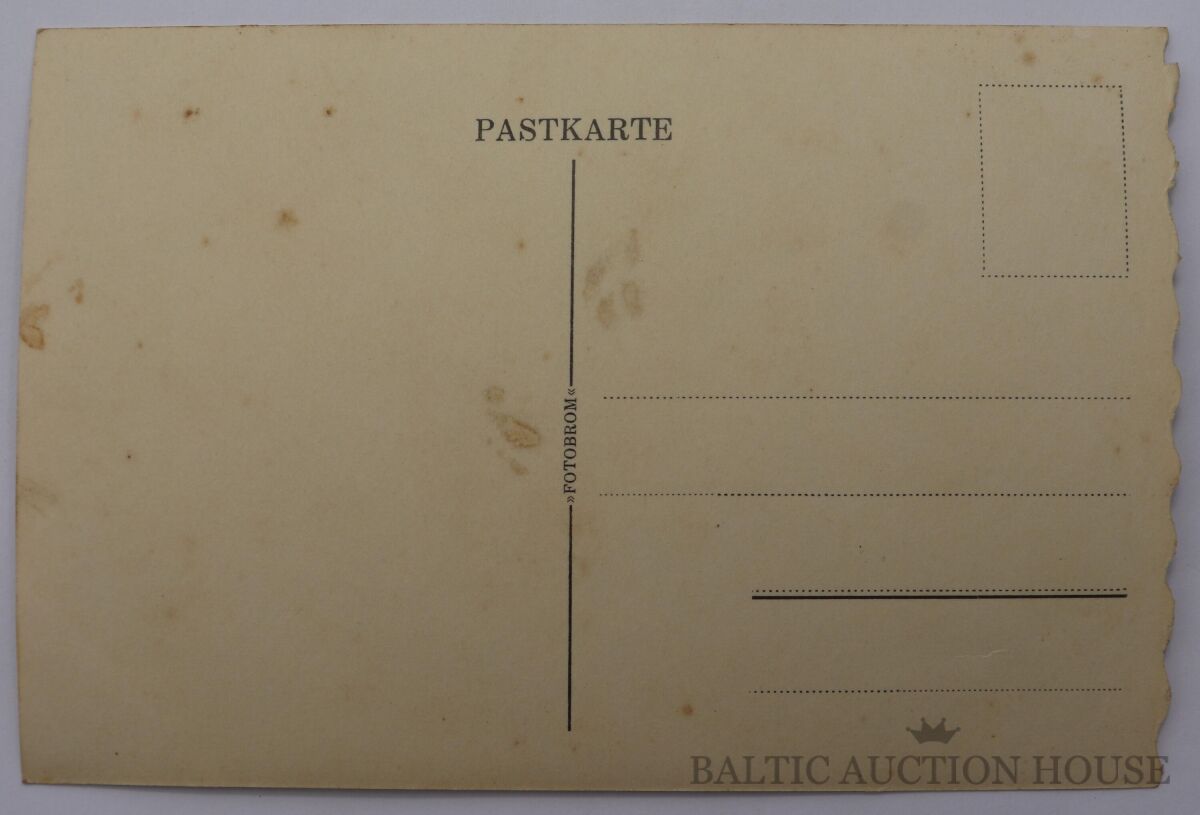 PASTKARTE
»FOTOBROM«
BALTIC AUCTION HOUSE